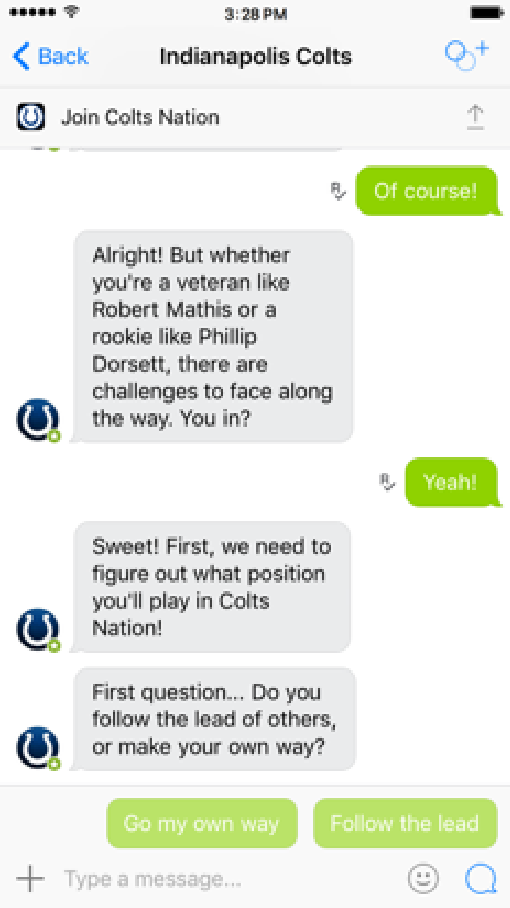 3:28 PM
Back
Indianapolis Colts
Join Colts Nation
Of course!
Alright! But whether
you're a veteran like
Robert Mathis or a
rookie like Phillip
Dorsett, there are
challenges to face along
the way. You in?
Yeah!
Sweet! First, we need to
figure out what position
you'll play in Colts
Nation!
First question... Do you
follow the lead of others,
or make your own way?
Go my own way
Follow the lead
Type a message...